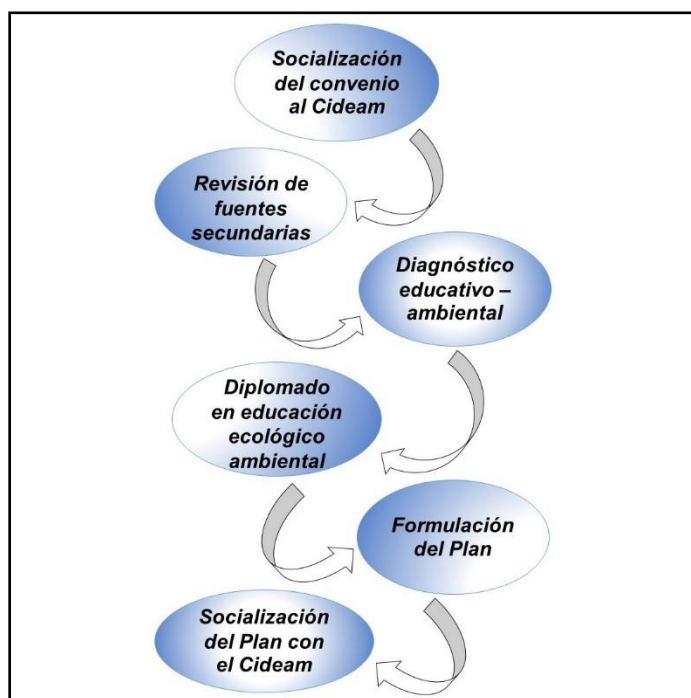 Socialización
del convenio
al Cideam
Revisión de
fuentes
secundarias
Diagnóstico
educativo –
ambiental
Diplomado
en educación
ecológico
ambiental
Formulación
del Plan
Socialización
del Plan con
el Cideam